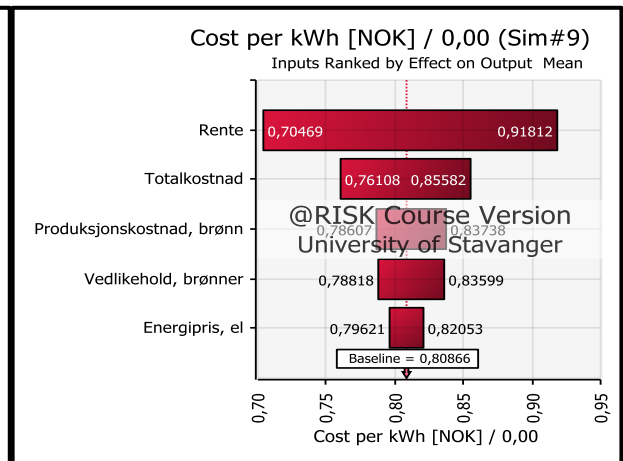 Cost per kWh [NOK] / 0,00 (Sim#9)
Inputs Ranked by Effect on Output Mean
Rente 0,70469 0,91812
Totalkostnad 0,76108 0,85582
@RISK Course Version
Produksjonskostnad, brønn 0,78607 0,83738
University of Stavanger
Vedlikehold, brønner 0,78818 0,83599
Energipris, el 0,79621 0,82053
Baseline = 0,80866
0,70 0,75 0,80 0,85 0,90 0,95
Cost per kWh [NOK] / 0,00